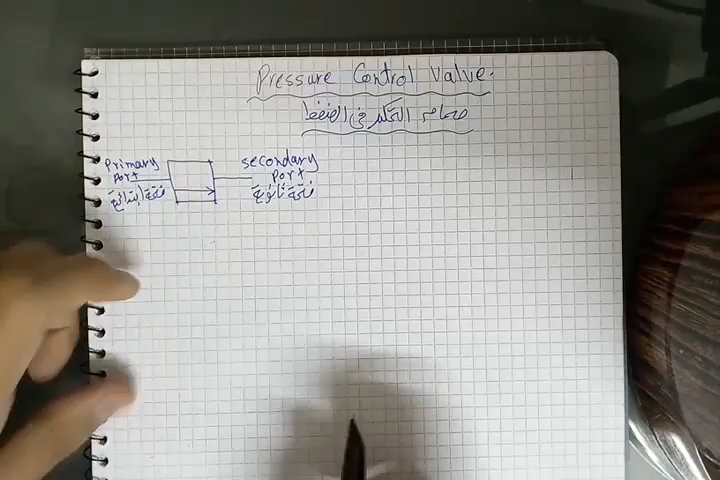 Pressure Control Valve.
صمام التحكم في الضغط
Primary
Port
فتحة ابتدائية
secondary
Port
فتحة ثانوية